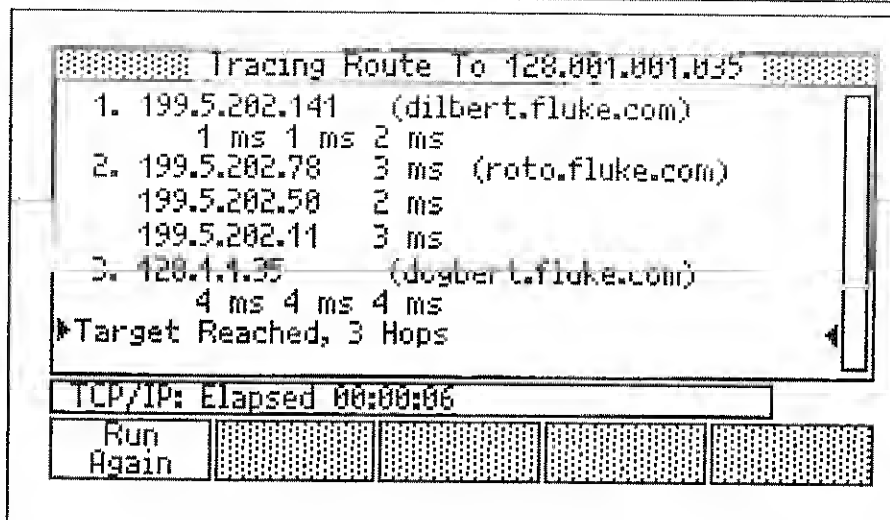 Tracing Route To 128.001.001.035
1. 199.5.202.141 (dilbert.fluke.com)
1 ms 1 ms 2 ms
2. 199.5.202.78 3 ms (roto.fluke.com)
199.5.202.50 2 ms
199.5.202.11 3 ms
3. 128.1.1.35 (dogbert.fluke.com)
4 ms 4 ms 4 ms
Target Reached, 3 Hops
TCP/IP: Elapsed 00:00:06
Run
Again